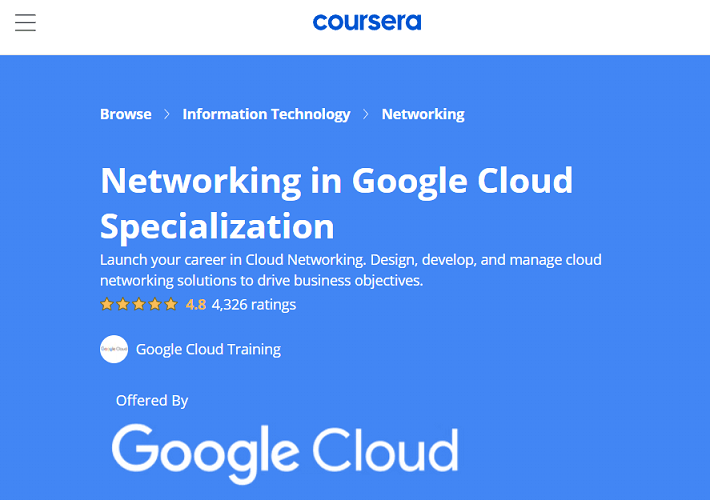 coursera
Browse > Information Technology > Networking
Networking in Google Cloud
Specialization
Launch your career in Cloud Networking. Design, develop, and manage cloud
networking solutions to drive business objectives.
4.8 4,326 ratings
Google Cloud Google Cloud Training
Offered By
Google Cloud